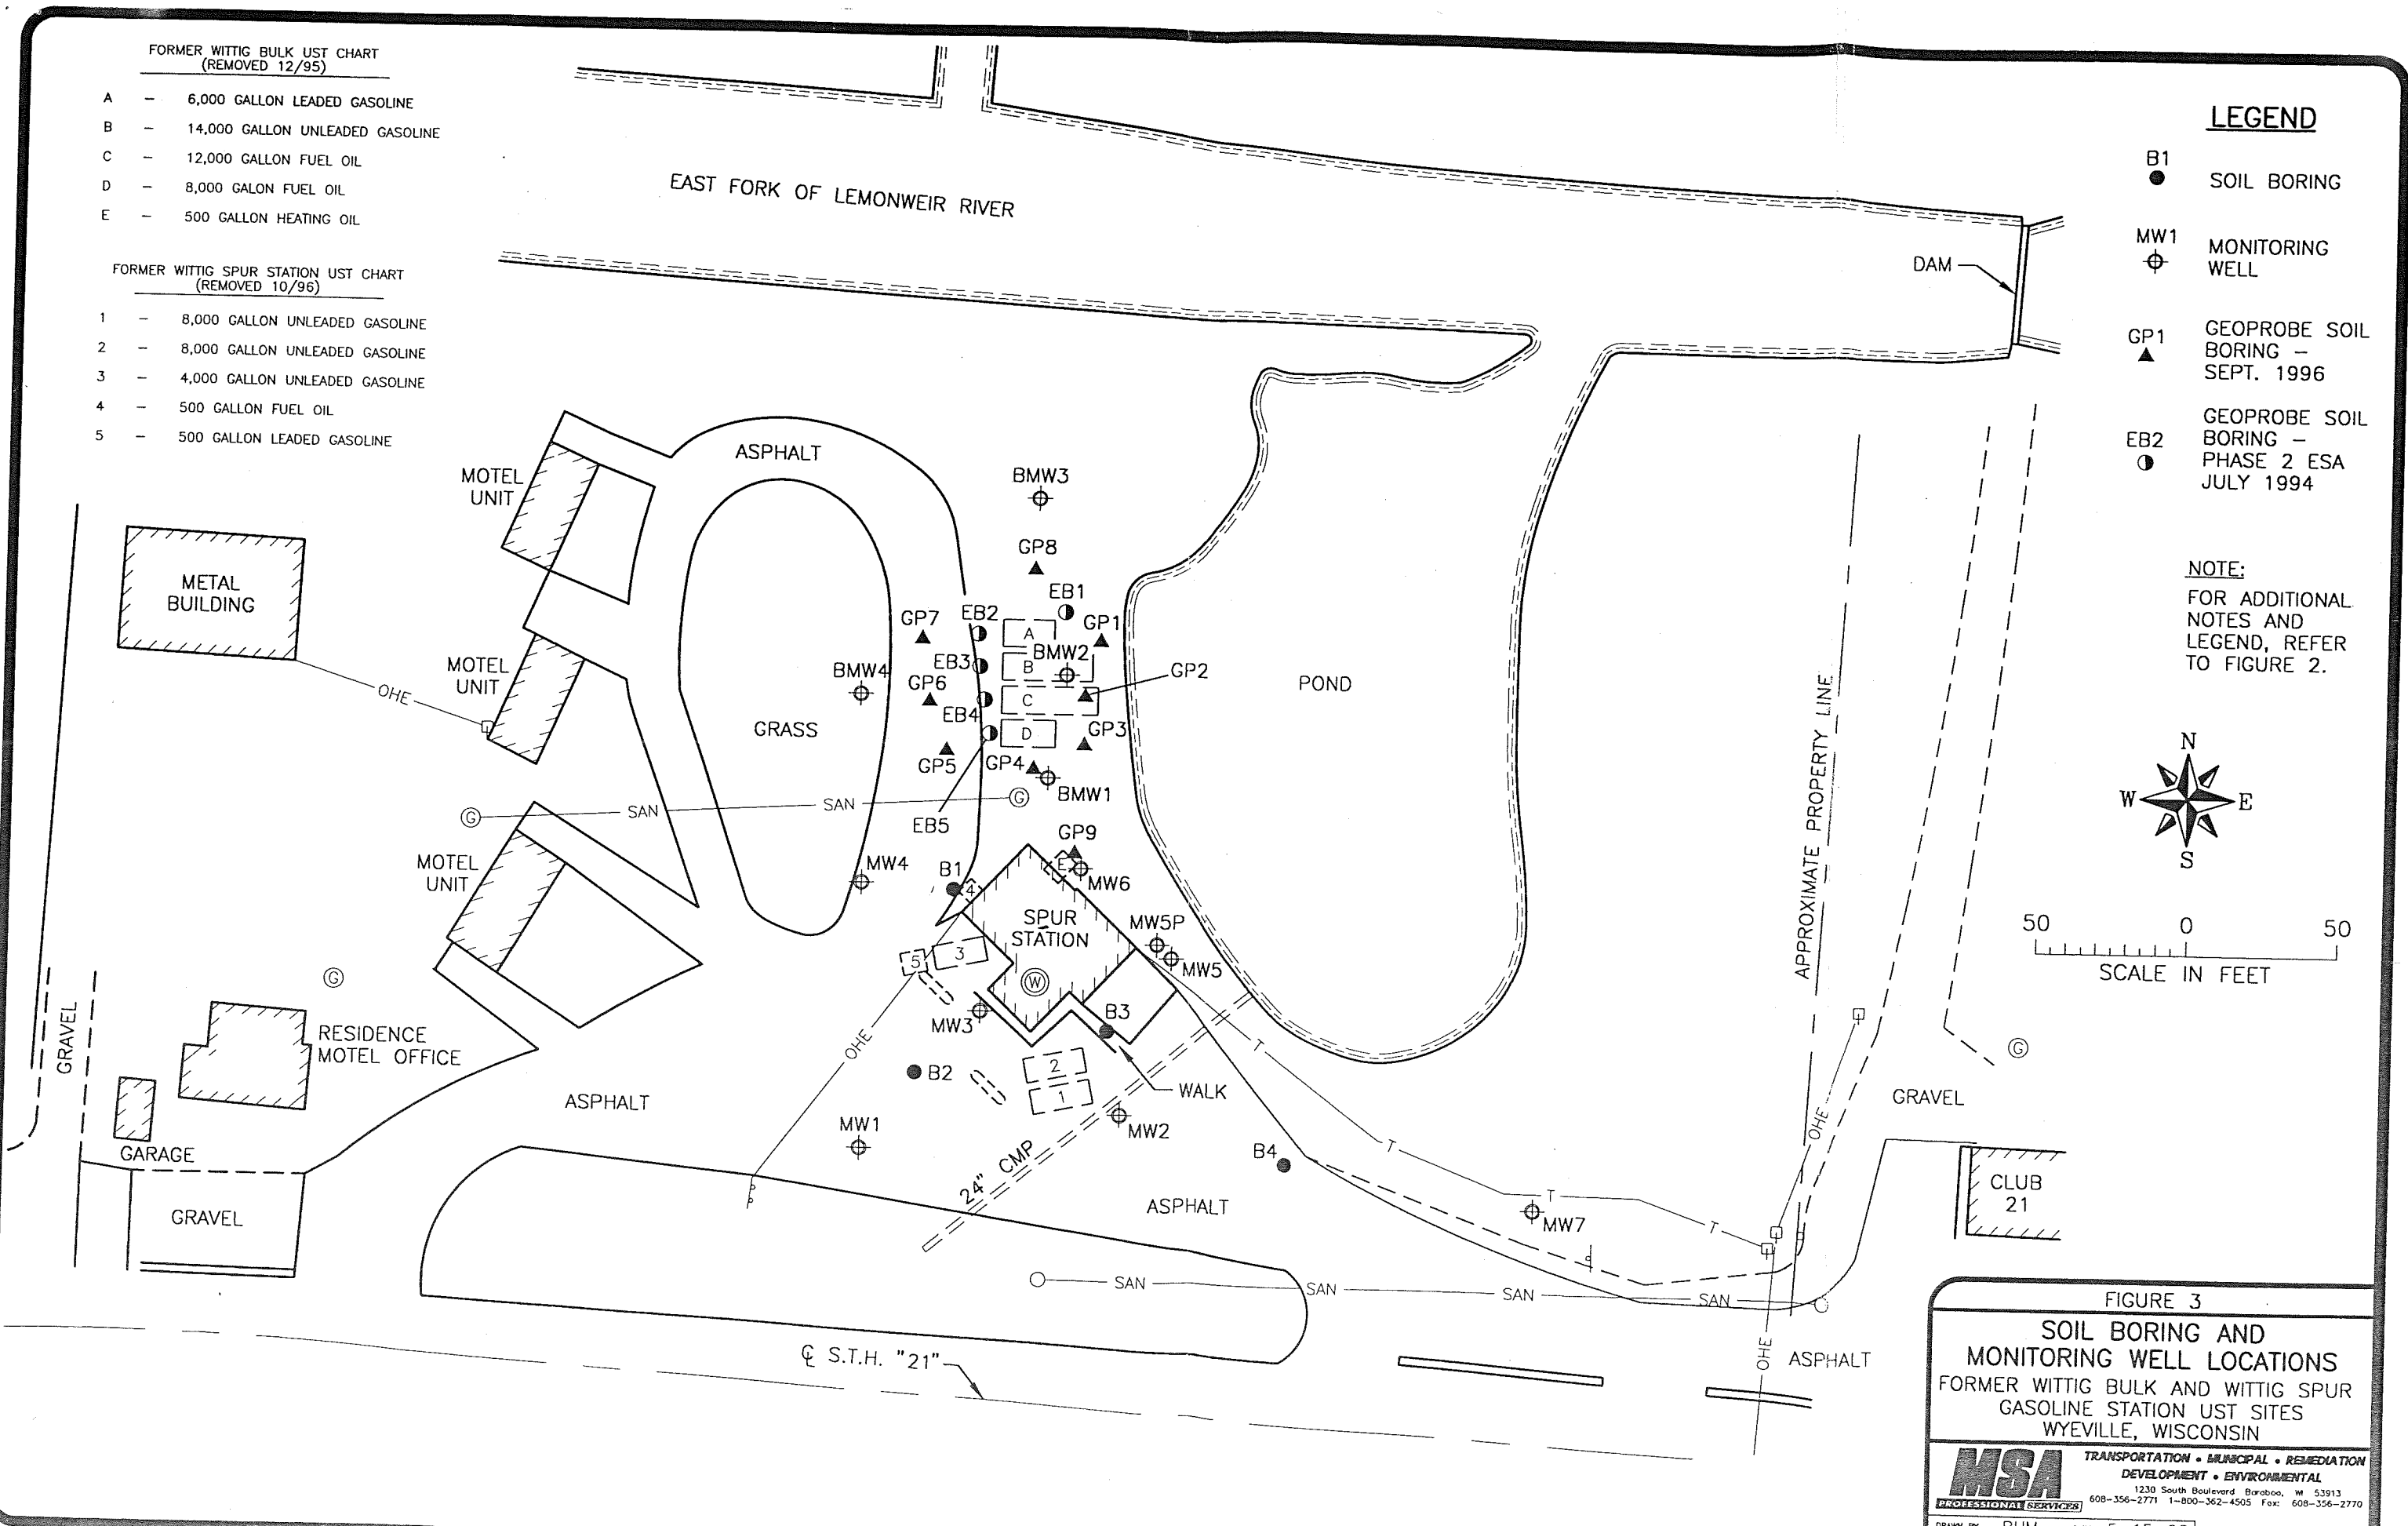 FORMER WITTIG BULK UST CHART
(REMOVED 12/95)
A – 6,000 GALLON LEADED GASOLINE
B – 14,000 GALLON UNLEADED GASOLINE
C – 12,000 GALLON FUEL OIL
D – 8,000 GALON FUEL OIL
E – 500 GALLON HEATING OIL
FORMER WITTIG SPUR STATION UST CHART
(REMOVED 10/96)
1 – 8,000 GALLON UNLEADED GASOLINE
2 – 8,000 GALLON UNLEADED GASOLINE
3 – 4,000 GALLON UNLEADED GASOLINE
4 – 500 GALLON FUEL OIL
5 – 500 GALLON LEADED GASOLINE
EAST FORK OF LEMONWEIR RIVER
DAM
LEGEND
B1
SOIL BORING
MW1
MONITORING
WELL
GP1
GEOPROBE SOIL
BORING –
SEPT. 1996
EB2
GEOPROBE SOIL
BORING –
PHASE 2 ESA
JULY 1994
NOTE:
FOR ADDITIONAL
NOTES AND
LEGEND, REFER
TO FIGURE 2.
N
W
E
S
50 0 50
SCALE IN FEET
METAL
BUILDING
OHE
MOTEL
UNIT
MOTEL
UNIT
MOTEL
UNIT
ASPHALT
GRASS
BMW3
GP8
EB1
EB2
GP7
A
GP1
BMW2
EB3
B
BMW4
GP6
C
GP2
EB4
D
GP3
GP5
GP4
BMW1
EB5
G
SAN
SAN
G
POND
APPROXIMATE PROPERTY LINE
GP9
E
MW6
MW4
B1
4
SPUR
STATION
MW5P
MW5
5
3
W
MW3
B3
B2
2
1
WALK
OHE
MW1
MW2
24" CMP
B4
T
T
T
T
MW7
ASPHALT
ASPHALT
G
RESIDENCE
MOTEL OFFICE
GRAVEL
GARAGE
GRAVEL
G
GRAVEL
OHE
CLUB
21
SAN
SAN
SAN
SAN
OHE
ASPHALT
℄ S.T.H. "21"
FIGURE 3
SOIL BORING AND
MONITORING WELL LOCATIONS
FORMER WITTIG BULK AND WITTIG SPUR
GASOLINE STATION UST SITES
WYEVILLE, WISCONSIN
MSA
PROFESSIONAL SERVICES
TRANSPORTATION • MUNICIPAL • REMEDIATION
DEVELOPMENT • ENVIRONMENTAL
1230 South Boulevard Baraboo, WI 53913
608-356-2771 1-800-362-4505 Fax: 608-356-2770